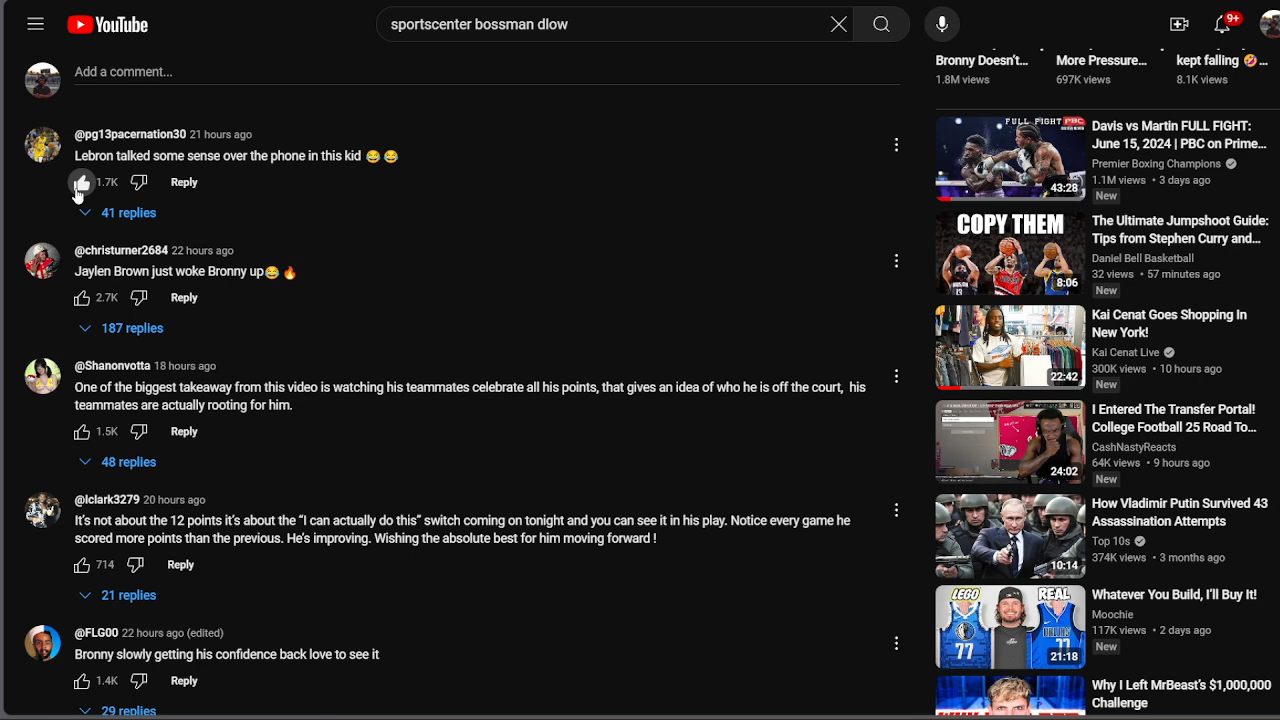 YouTube
sportscenter bossman dlow
9+
Add a comment...
@pg13pacernation30 21 hours ago
Lebron talked some sense over the phone in this kid 😂 😂
1.7K Reply
41 replies
@christurner2684 22 hours ago
Jaylen Brown just woke Bronny up😂 🔥
2.7K Reply
187 replies
@Shanonvotta 18 hours ago
One of the biggest takeaway from this video is watching his teammates celebrate all his points, that gives an idea of who he is off the court, his
teammates are actually rooting for him.
1.5K Reply
48 replies
@lclark3279 20 hours ago
It's not about the 12 points it's about the “I can actually do this” switch coming on tonight and you can see it in his play. Notice every game he
scored more points than the previous. He's improving. Wishing the absolute best for him moving forward !
714 Reply
21 replies
@FLG00 22 hours ago (edited)
Bronny slowly getting his confidence back love to see it
1.4K Reply
29 replies
Bronny Doesn't... More Pressure... kept falling 🤣 ...
1.8M views 697K views 8.1K views
FULL FIGHT PBC
43:28
Davis vs Martin FULL FIGHT:
June 15, 2024 | PBC on Prime...
Premier Boxing Champions
1.1M views • 3 days ago
New
COPY THEM
8:06
The Ultimate Jumpshoot Guide:
Tips from Stephen Curry and...
Daniel Bell Basketball
32 views • 57 minutes ago
New
22:42
Kai Cenat Goes Shopping In
New York!
Kai Cenat Live
300K views • 10 hours ago
New
24:02
I Entered The Transfer Portal!
College Football 25 Road To...
CashNastyReacts
64K views • 9 hours ago
New
10:14
How Vladimir Putin Survived 43
Assassination Attempts
Top 10s
374K views • 3 months ago
LEGO REAL
77 77
21:18
Whatever You Build, I'll Buy It!
Moochie
117K views • 2 days ago
New
Why I Left MrBeast's $1,000,000
Challenge